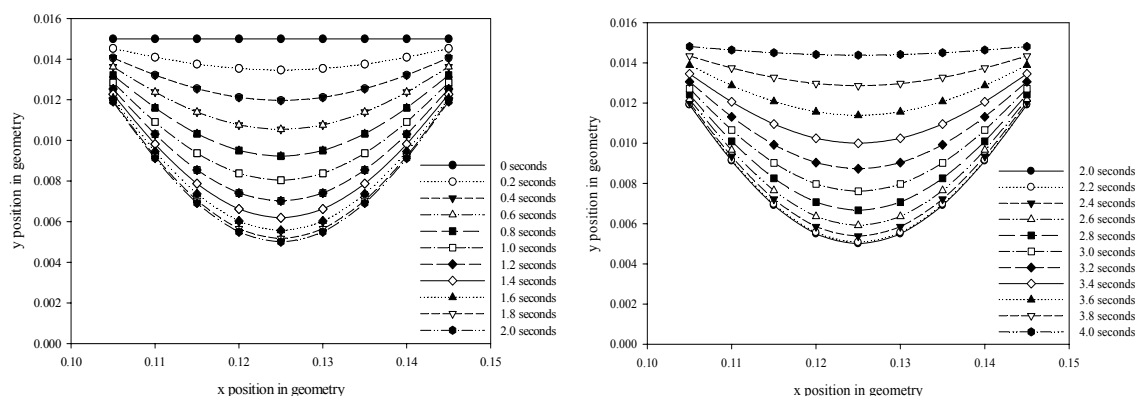 0.016
0.014
0.012
0.010
0.008
0.006
0.004
0.002
0.000
y position in geometry
0.10
0.11
0.12
0.13
0.14
0.15
x position in geometry
0 seconds
0.2 seconds
0.4 seconds
0.6 seconds
0.8 seconds
1.0 seconds
1.2 seconds
1.4 seconds
1.6 seconds
1.8 seconds
2.0 seconds
0.016
0.014
0.012
0.010
0.008
0.006
0.004
0.002
0.000
y position in geometry
0.10
0.11
0.12
0.13
0.14
0.15
x position in geometry
2.0 seconds
2.2 seconds
2.4 seconds
2.6 seconds
2.8 seconds
3.0 seconds
3.2 seconds
3.4 seconds
3.6 seconds
3.8 seconds
4.0 seconds